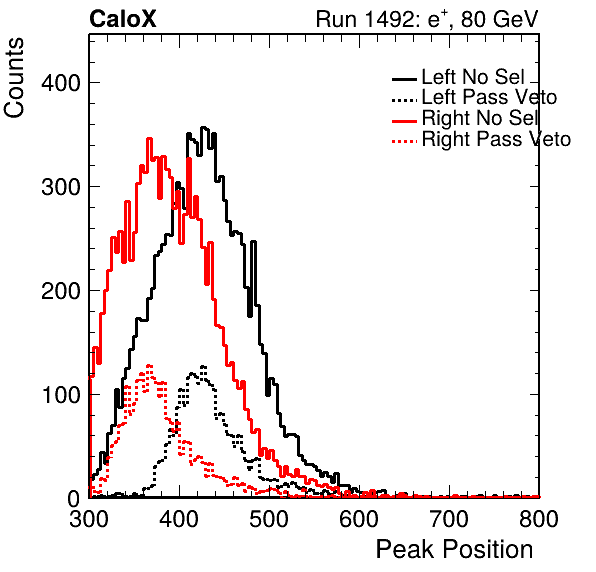 CaloX Run 1492: e+, 80 GeV
Counts
400
300
200
100
0
Left No Sel
Left Pass Veto
Right No Sel
Right Pass Veto
300 400 500 600 700 800
Peak Position